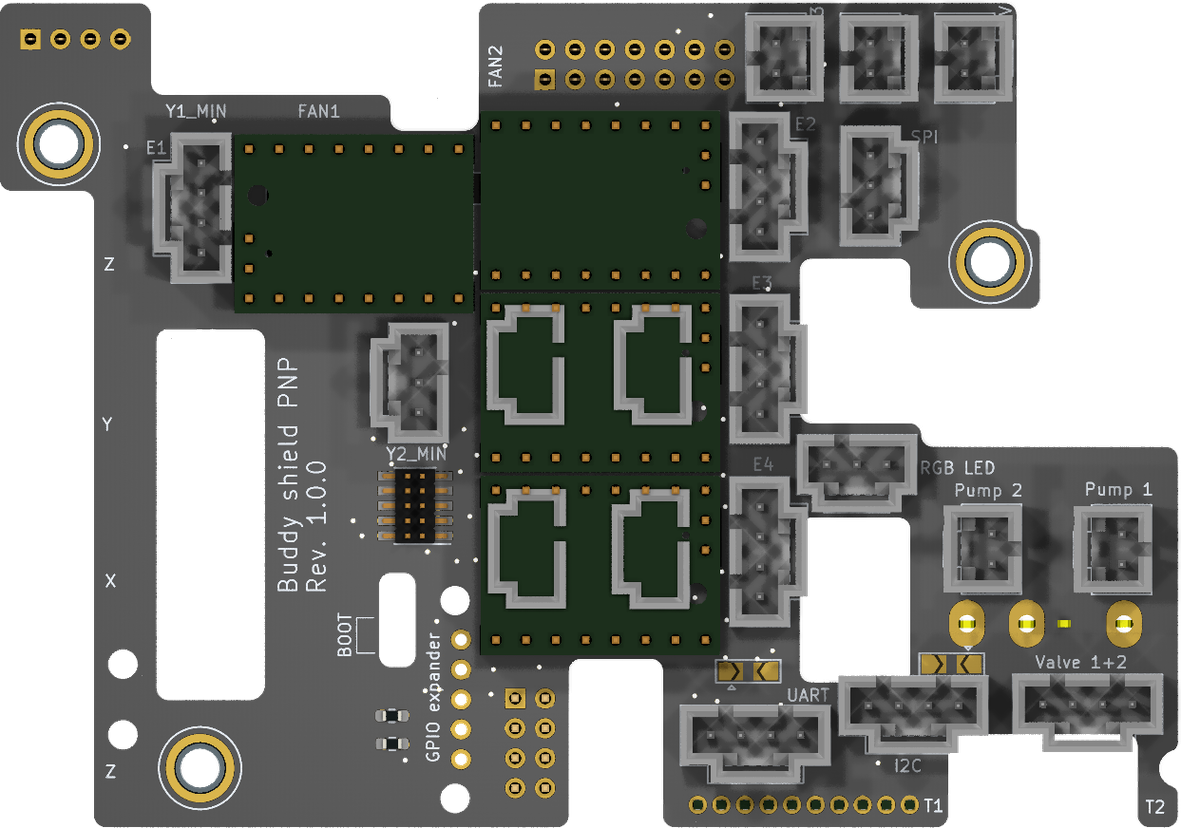 3
V
FAN2
Y1_MIN
FAN1
E2
SPI
E1
Z
E3
Y
Buddy shield PNP
Rev. 1.0.0
Y2_MIN
E4
RGB LED
Pump 2
Pump 1
X
BOOT
GPIO expander
Valve 1+2
UART
Z
I2C
T1
T2